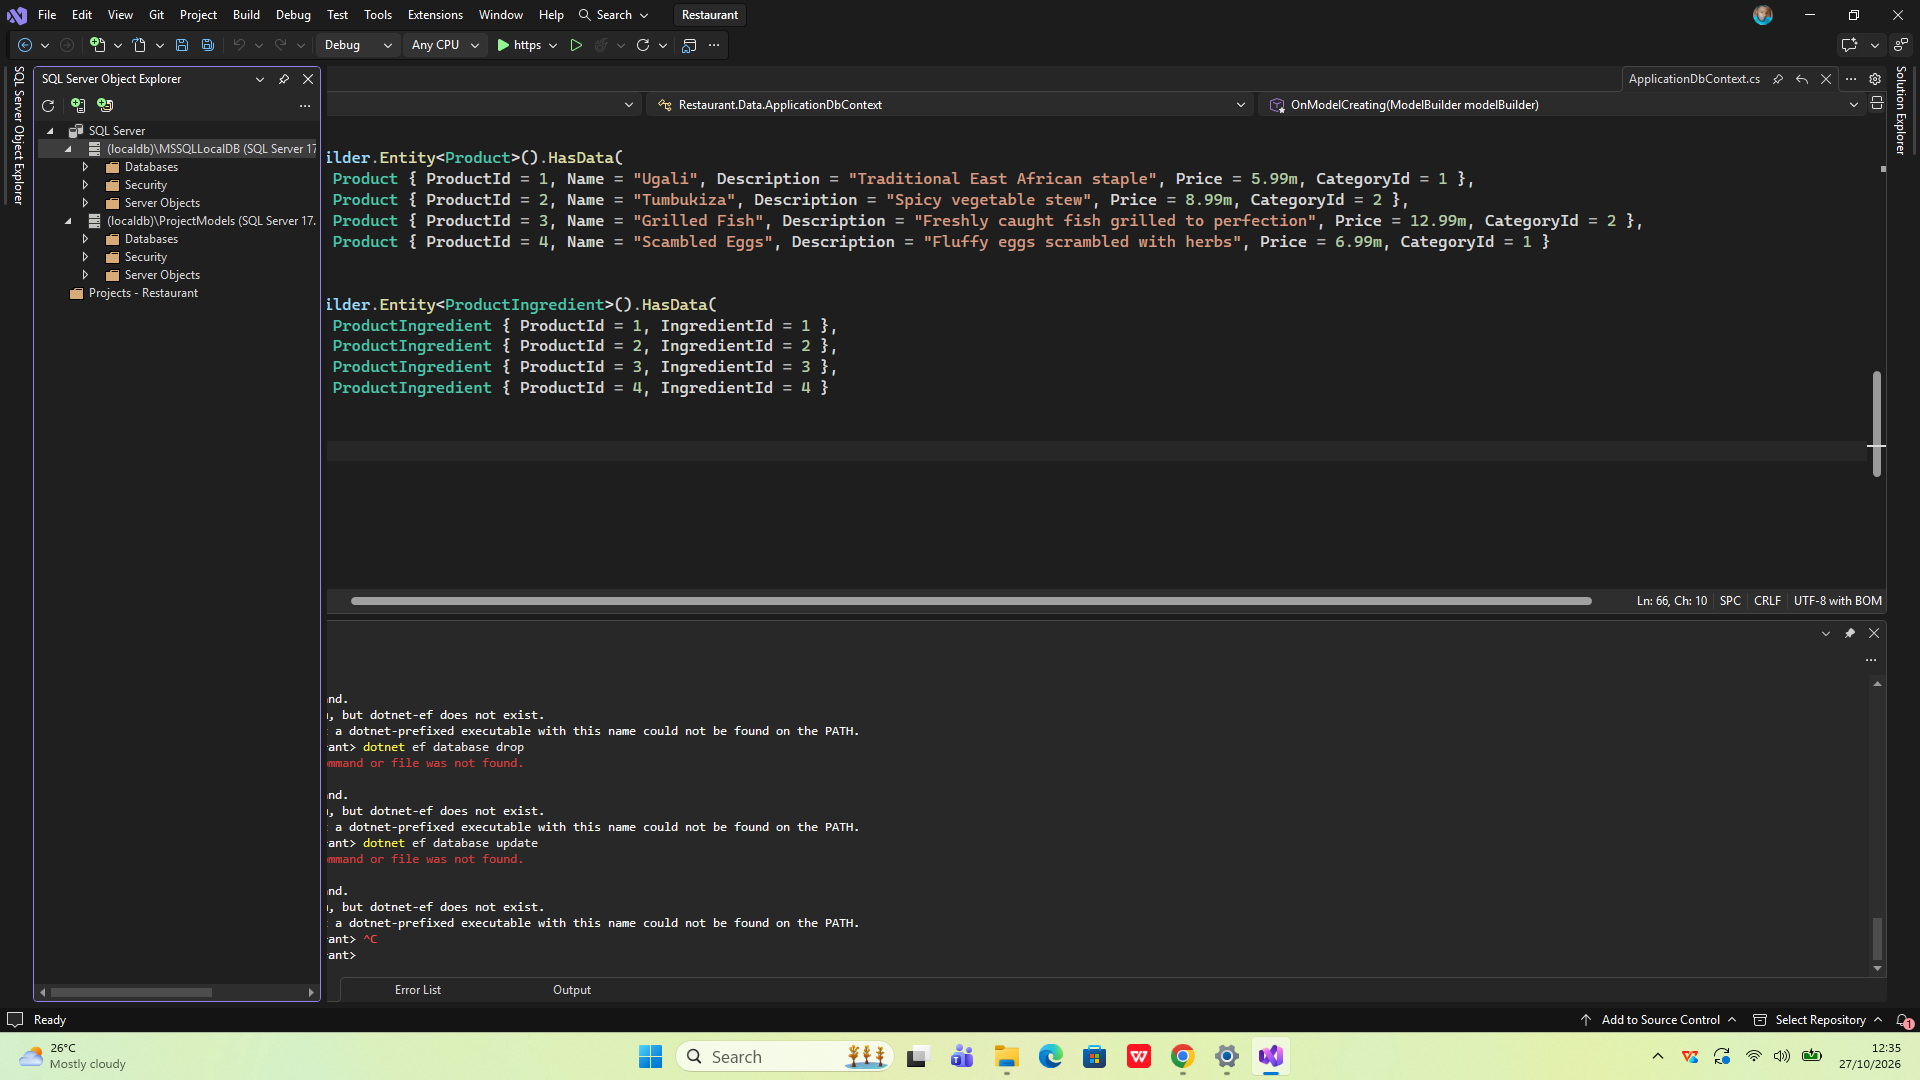 File Edit View Git Project Build Debug Test Tools Extensions Window Help Search Restaurant
Debug Any CPU https
SQL Server Object Explorer
SQL Server Object Explorer
SQL Server
(localdb)\MSSQLLocalDB (SQL Server 17
Databases
Security
Server Objects
(localdb)\ProjectModels (SQL Server 17.
Databases
Security
Server Objects
Projects - Restaurant
ApplicationDbContext.cs
Restaurant.Data.ApplicationDbContext
OnModelCreating(ModelBuilder modelBuilder)
Solution Explorer
ilder.Entity<Product>().HasData(
Product { ProductId = 1, Name = "Ugali", Description = "Traditional East African staple", Price = 5.99m, CategoryId = 1 },
Product { ProductId = 2, Name = "Tumbukiza", Description = "Spicy vegetable stew", Price = 8.99m, CategoryId = 2 },
Product { ProductId = 3, Name = "Grilled Fish", Description = "Freshly caught fish grilled to perfection", Price = 12.99m, CategoryId = 2 },
Product { ProductId = 4, Name = "Scambled Eggs", Description = "Fluffy eggs scrambled with herbs", Price = 6.99m, CategoryId = 1 }
ilder.Entity<ProductIngredient>().HasData(
ProductIngredient { ProductId = 1, IngredientId = 1 },
ProductIngredient { ProductId = 2, IngredientId = 2 },
ProductIngredient { ProductId = 3, IngredientId = 3 },
ProductIngredient { ProductId = 4, IngredientId = 4 }
Ln: 66, Ch: 10 SPC CRLF UTF-8 with BOM
nd.
, but dotnet-ef does not exist.
a dotnet-prefixed executable with this name could not be found on the PATH.
rant> dotnet ef database drop
mmand or file was not found.
nd.
, but dotnet-ef does not exist.
a dotnet-prefixed executable with this name could not be found on the PATH.
rant> dotnet ef database update
mmand or file was not found.
nd.
, but dotnet-ef does not exist.
a dotnet-prefixed executable with this name could not be found on the PATH.
rant> ^C
rant>
Error List Output
Ready
Add to Source Control Select Repository 1
26°C
Mostly cloudy
Search
12:35
27/10/2026